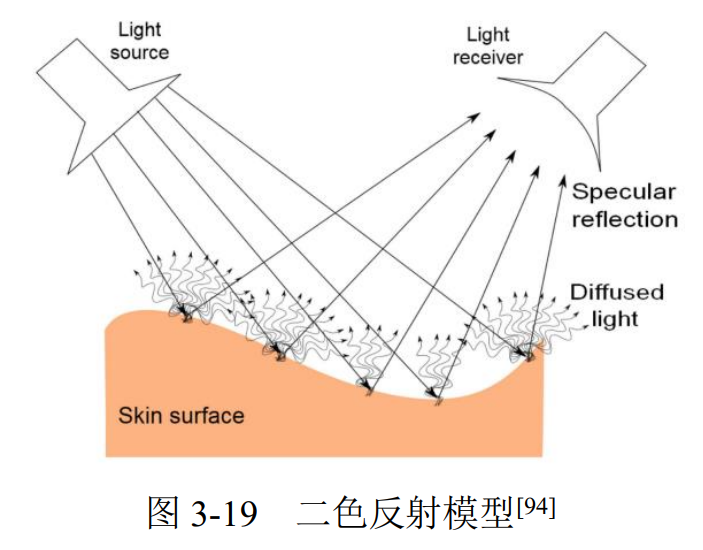 Light
source
Light
receiver
Specular
reflection
Diffused
light
Skin surface
图 3-19 二色反射模型[94]